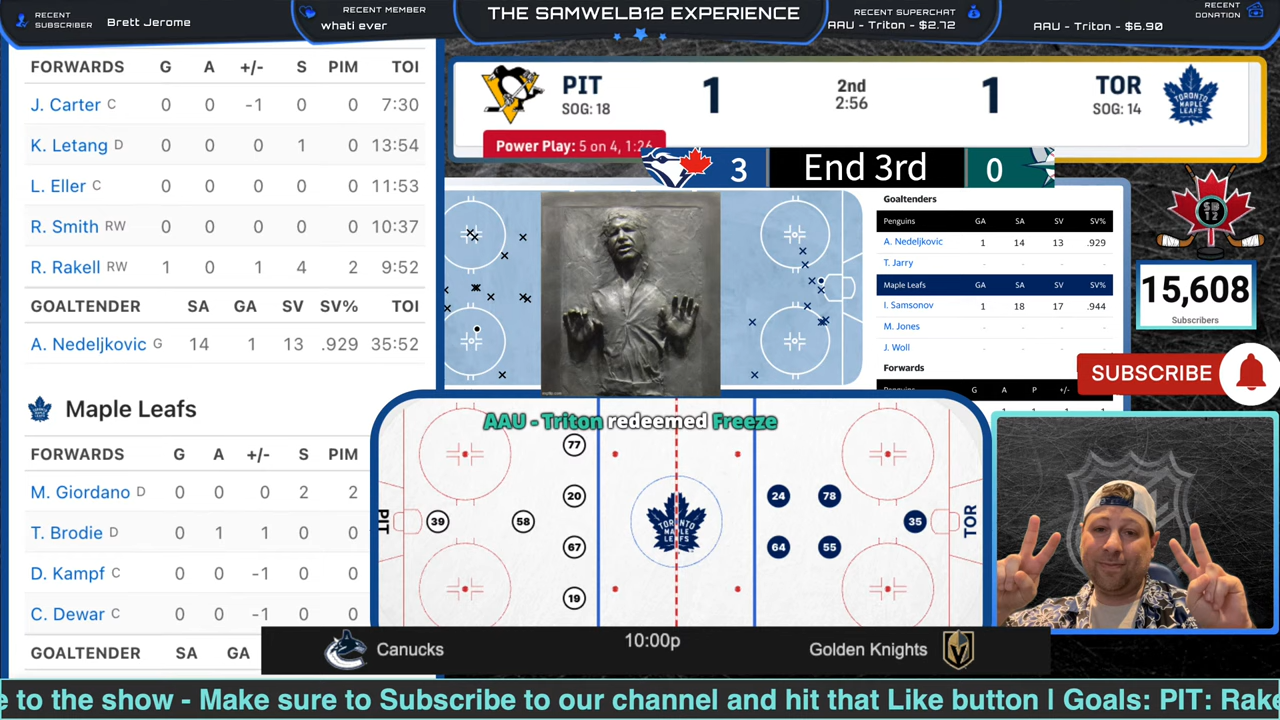 RECENT SUBSCRIBER
Brett Jerome
RECENT MEMBER
whati ever
THE SAMWELB12 EXPERIENCE
RECENT SUPERCHAT
AAU - Triton - $2.72
RECENT DONATION
AAU - Triton - $6.90
FORWARDS G A +/- S PIM TOI
J. Carter C 0 0 -1 0 0 7:30
K. Letang D 0 0 0 1 0 13:54
L. Eller C 0 0 0 0 0 11:53
R. Smith RW 0 0 0 0 0 10:37
R. Rakell RW 1 0 1 4 2 9:52
GOALTENDER SA GA SV SV% TOI
A. Nedeljkovic G 14 1 13 .929 35:52
Maple Leafs
FORWARDS G A +/- S PIM
M. Giordano D 0 0 0 2 2
T. Brodie D 0 1 1 0 0
D. Kampf C 0 0 -1 0 0
C. Dewar C 0 0 -1 0 0
GOALTENDER SA GA
PIT 1 2nd 1 TOR
SOG: 18 2:56 SOG: 14
Power Play: 5 on 4, 1:26
3 End 3rd 0
Goaltenders
Penguins GA SA SV SV%
A. Nedeljkovic 1 14 13 .929
T. Jarry - - - -
Maple Leafs GA SA SV SV%
I. Samsonov 1 18 17 .944
M. Jones - - - -
J. Woll - - - -
Forwards
Penguins G A P +/-
SB
12
15,608
Subscribers
SUBSCRIBE
AAU - Triton redeemed Freeze
77
20 24 78
PIT 39 58 TORONTO MAPLE LEAFS 35 TOR
67 64 55
19
Canucks 10:00p Golden Knights
e to the show - Make sure to Subscribe to our channel and hit that Like button | Goals: PIT: Rake